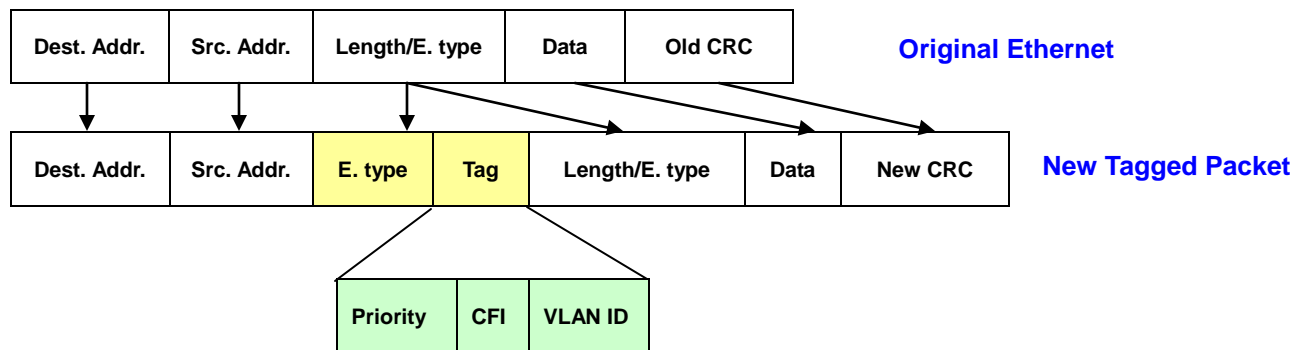 Dest. Addr. Src. Addr. Length/E. type Data Old CRC Original Ethernet
Dest. Addr. Src. Addr. E. type Tag Length/E. type Data New CRC New Tagged Packet
Priority CFI VLAN ID